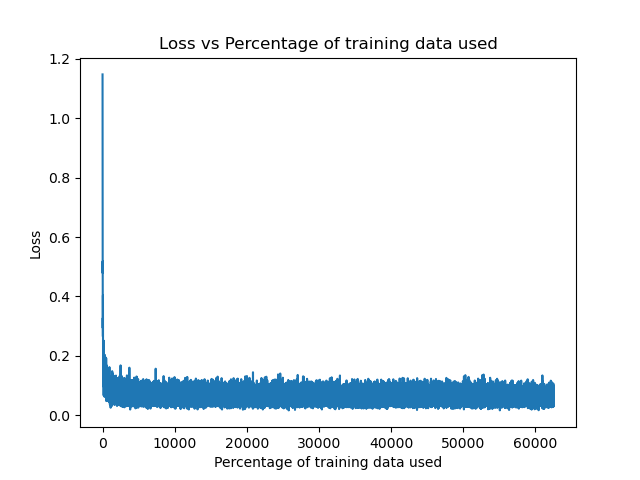 Loss vs Percentage of training data used
1.2
1.0
0.8
0.6
0.4
0.2
0.0
Loss
0 10000 20000 30000 40000 50000 60000
Percentage of training data used